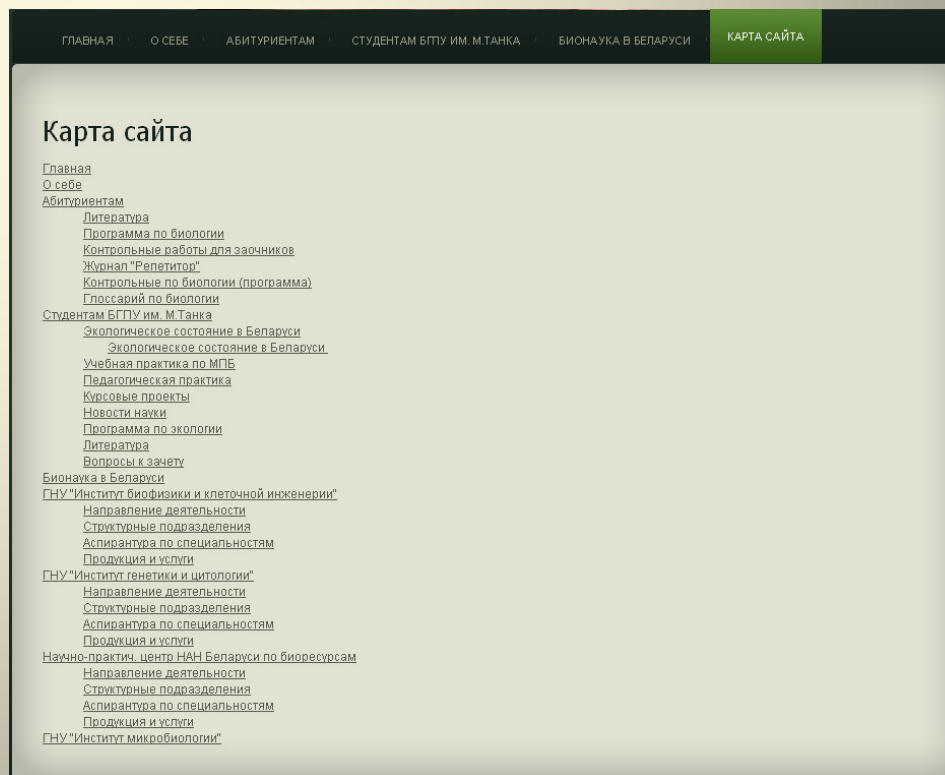 ГЛАВНАЯ О СЕБЕ АБИТУРИЕНТАМ СТУДЕНТАМ БГПУ ИМ. М.ТАНКА БИОНАУКА В БЕЛАРУСИ КАРТА САЙТА
Карта сайта
Главная
О себе
Абитуриентам
Литература
Программа по биологии
Контрольные работы для заочников
Журнал "Репетитор"
Контрольные по биологии (программа)
Глоссарий по биологии
Студентам БГПУ им. М.Танка
Экологическое состояние в Беларуси
Экологическое состояние в Беларуси
Учебная практика по МПБ
Педагогическая практика
Курсовые проекты
Новости науки
Программа по экологии
Литература
Вопросы к зачету
Бионаука в Беларуси
ГНУ "Институт биофизики и клеточной инженерии"
Направление деятельности
Структурные подразделения
Аспирантура по специальностям
Продукция и услуги
ГНУ "Институт генетики и цитологии"
Направление деятельности
Структурные подразделения
Аспирантура по специальностям
Продукция и услуги
Научно-практич. центр НАН Беларуси по биоресурсам
Направление деятельности
Структурные подразделения
Аспирантура по специальностям
Продукция и услуги
ГНУ "Институт микробиологии"